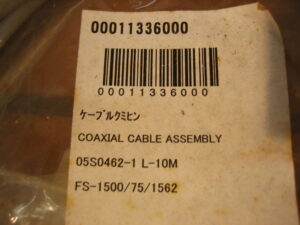 00011336000
00011336000
ｹｰﾌﾞﾙｸﾐﾋﾝ
COAXIAL CABLE ASSEMBLY
05S0462-1 L-10M
FS-1500/75/1562